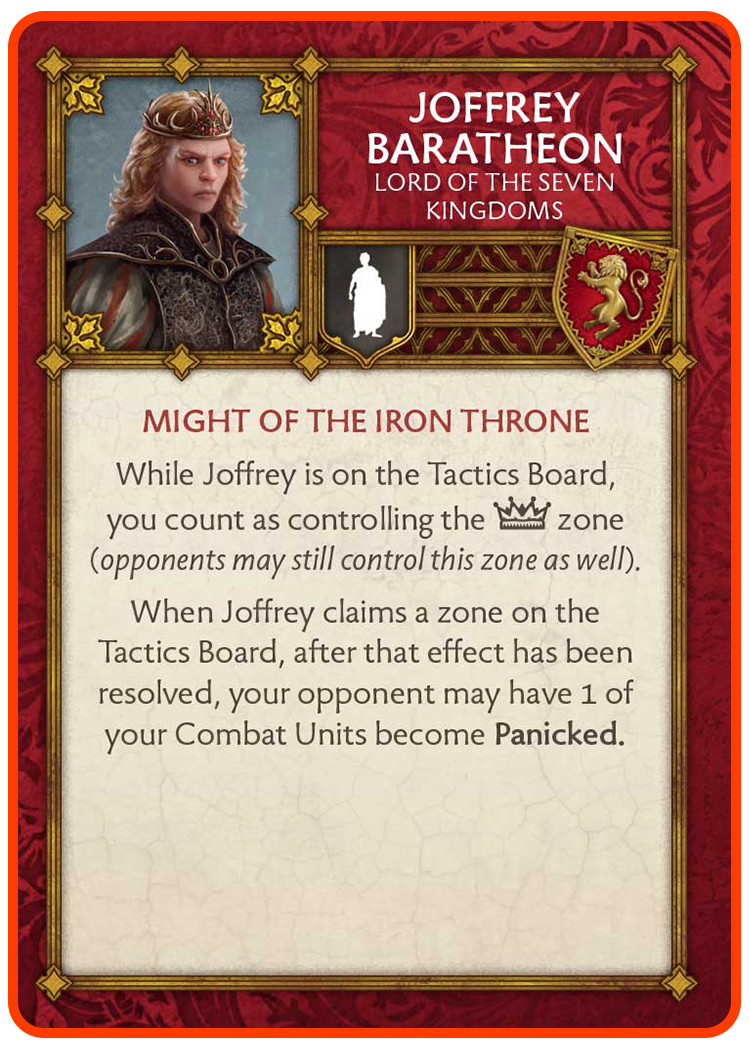 JOFFREY
BARATHEON
LORD OF THE SEVEN
KINGDOMS
MIGHT OF THE IRON THRONE
While Joffrey is on the Tactics Board,
you count as controlling the zone
(opponents may still control this zone as well).
When Joffrey claims a zone on the
Tactics Board, after that effect has been
resolved, your opponent may have 1 of
your Combat Units become Panicked.